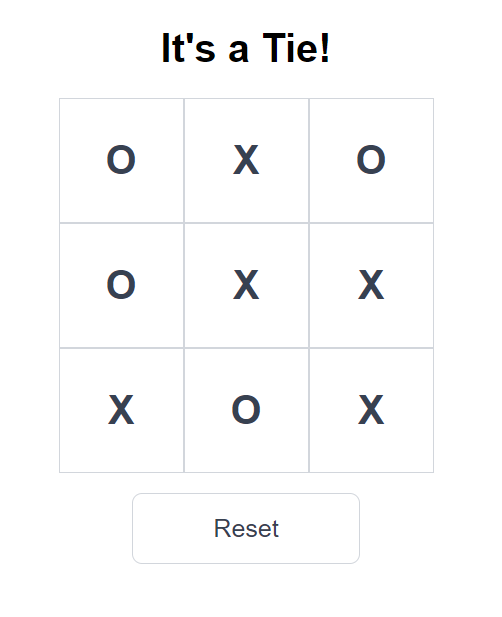 It's a Tie!
O X O
O X X
X O X
Reset